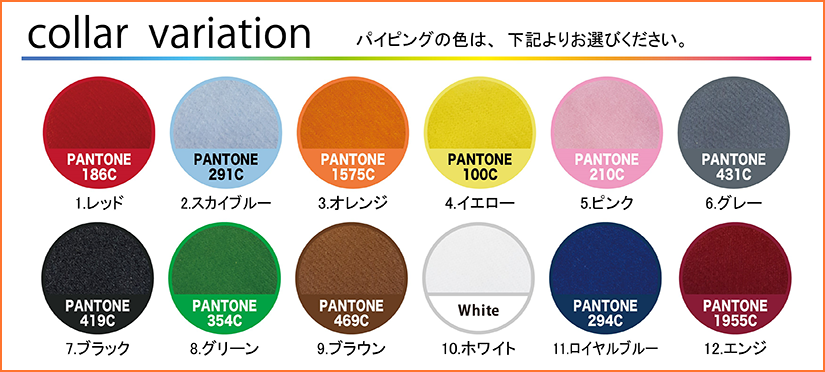 collar variation
パイピングの色は、下記よりお選びください。
PANTONE
186C
PANTONE
291C
PANTONE
1575C
PANTONE
100C
PANTONE
210C
PANTONE
431C
1.レッド
2.スカイブルー
3.オレンジ
4.イエロー
5.ピンク
6.グレー
PANTONE
419C
PANTONE
354C
PANTONE
469C
White
PANTONE
294C
PANTONE
1955C
7.ブラック
8.グリーン
9.ブラウン
10.ホワイト
11.ロイヤルブルー
12.エンジ